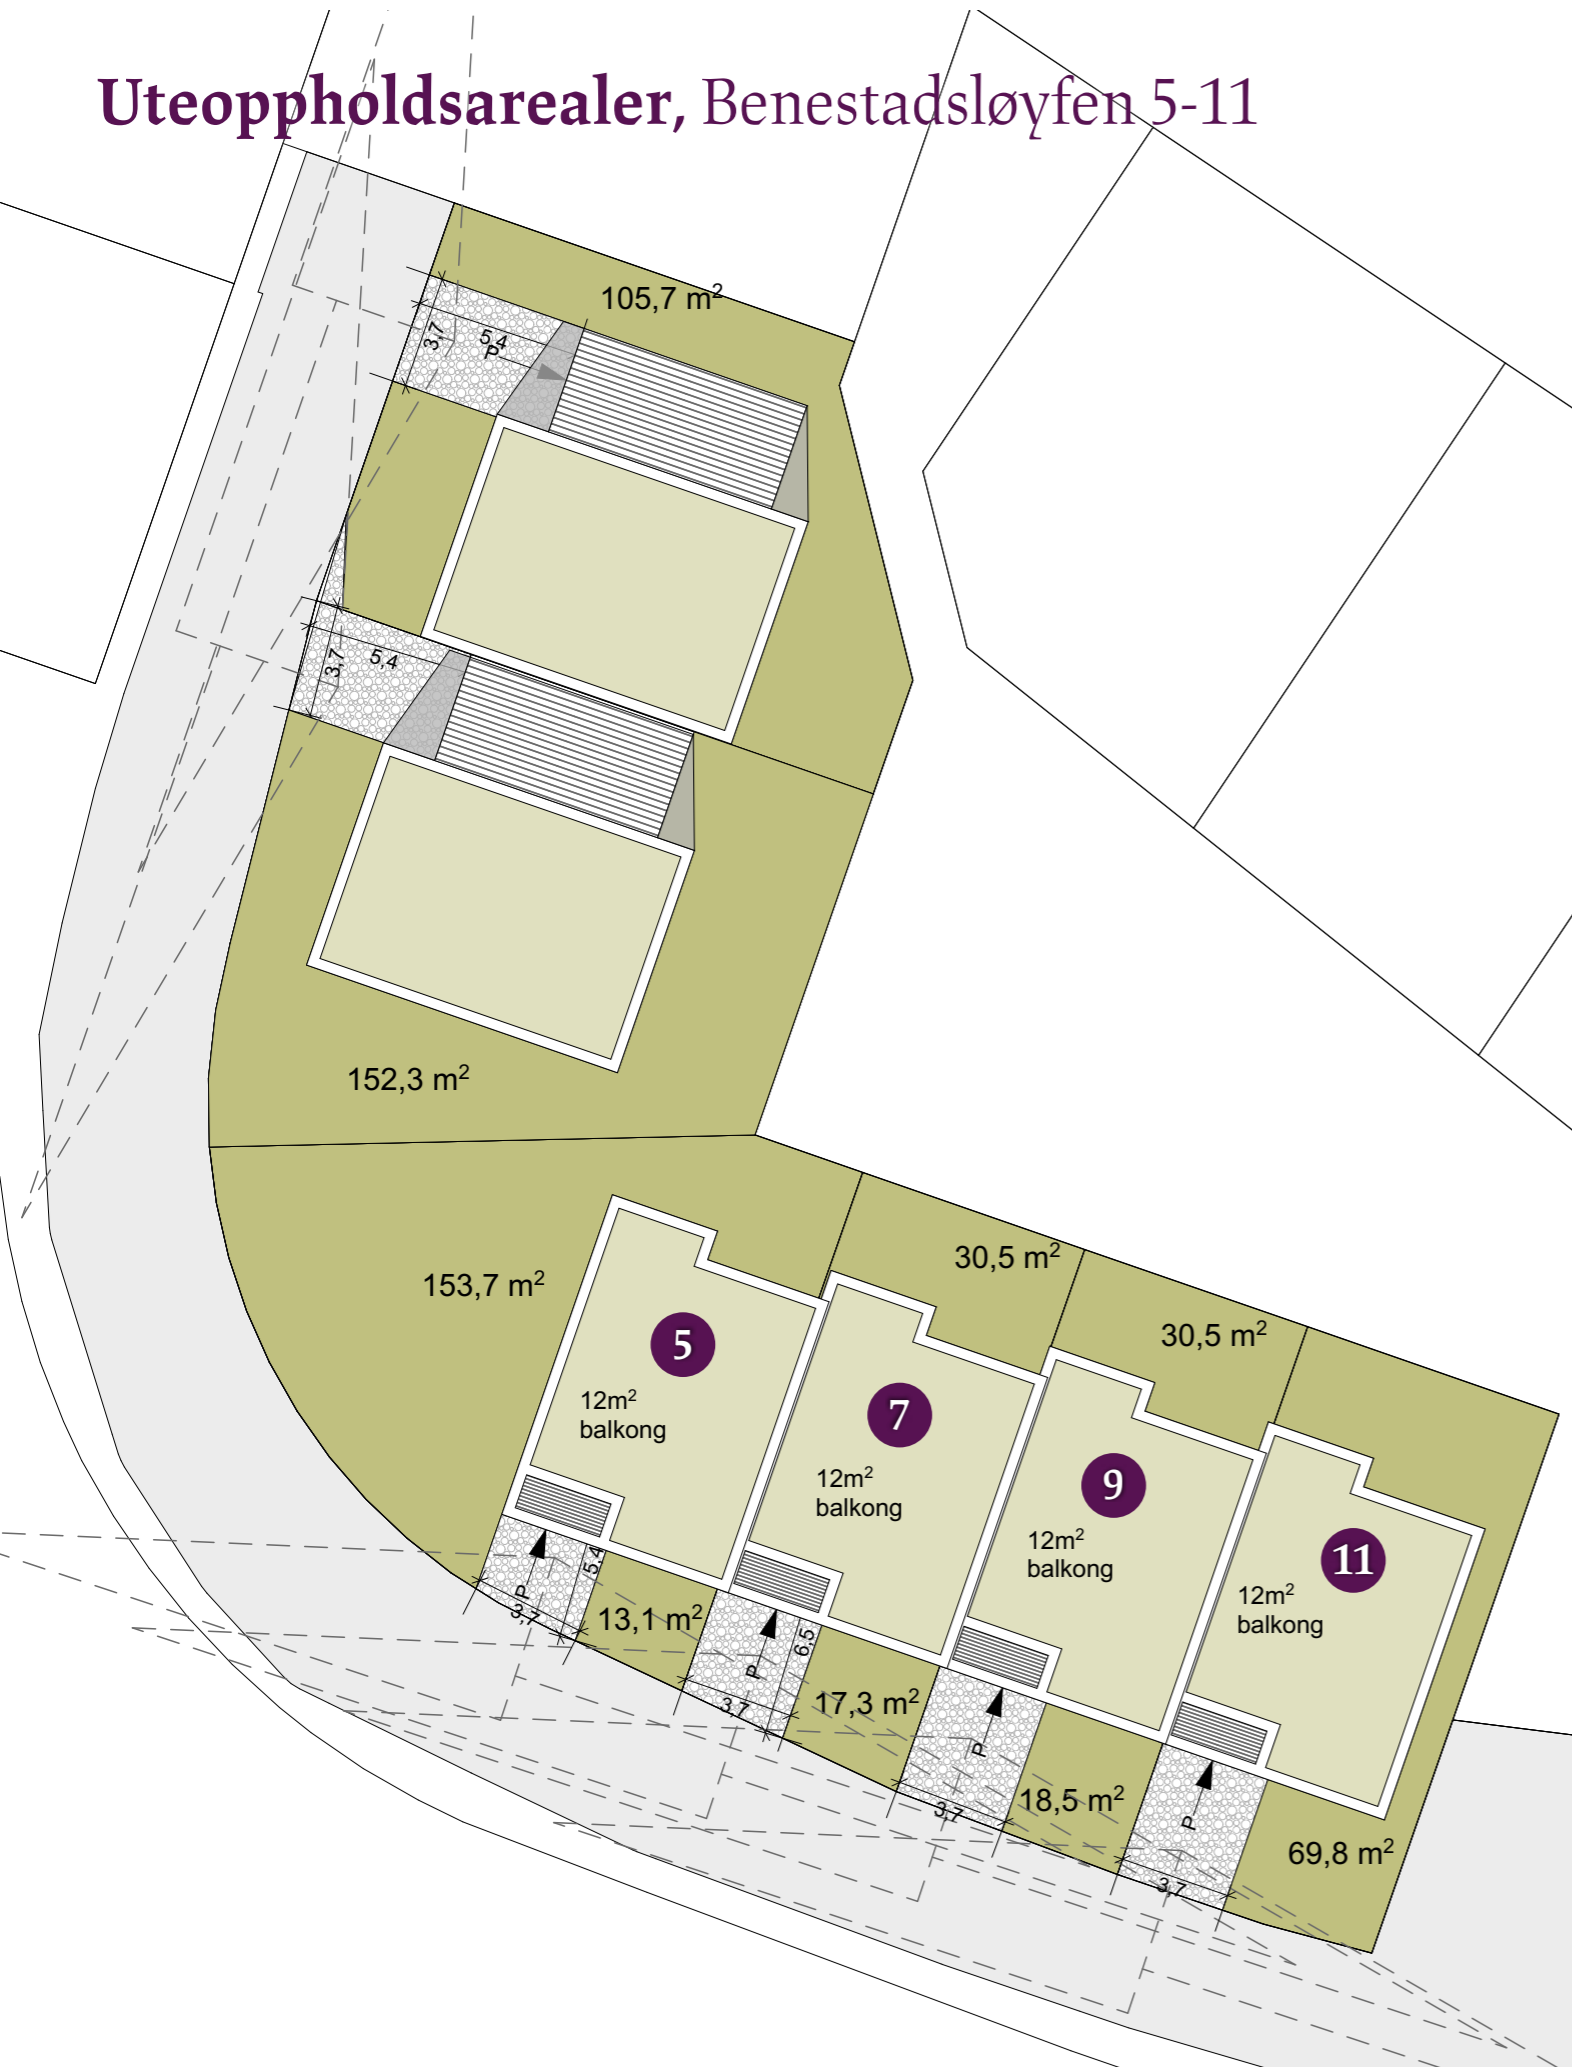 Uteoppholdsarealer, Benestadsløyfen 5-11
105,7 m²
3,7
5,4
P
3,7
5,4
152,3 m²
153,7 m²
30,5 m²
30,5 m²
5
12m²
balkong
7
12m²
balkong
9
12m²
balkong
11
12m²
balkong
P
5,4
3,7
13,1 m²
P
6,5
3,7
17,3 m²
P
3,7
18,5 m²
P
3,7
69,8 m²